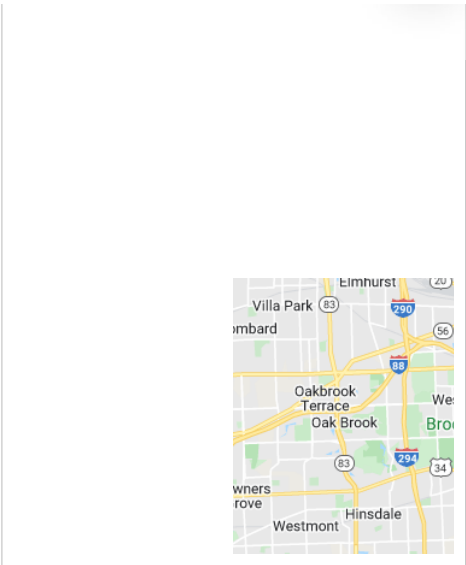 Elmhurst
20
Villa Park 83
290
ombard
56
88
Oakbrook
Terrace
Wes
Oak Brook
Broo
83
294
34
wners
rove
Hinsdale
Westmont